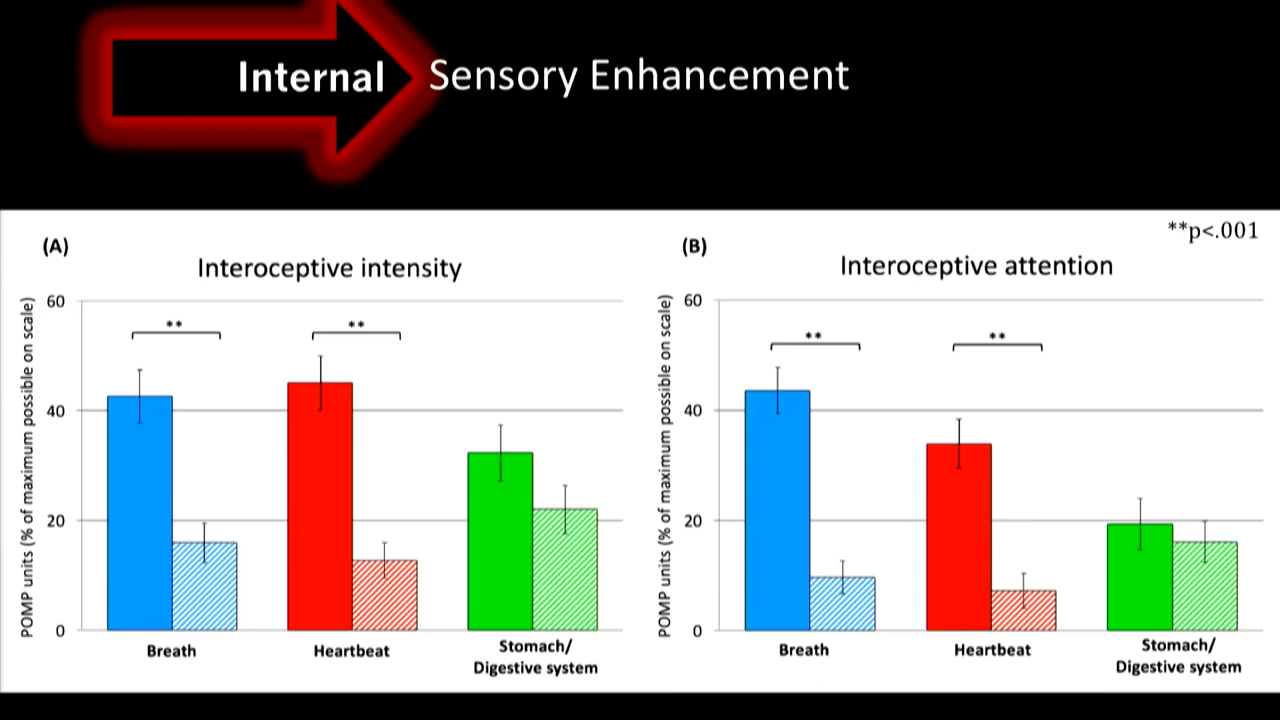 Internal Sensory Enhancement
**p<.001
(A)
Interoceptive intensity
POMP units (% of maximum possible on scale)
60
40
20
0
**
**
Breath
Heartbeat
Stomach/
Digestive system
(B)
Interoceptive attention
POMP units (% of maximum possible on scale)
60
40
20
0
**
**
Breath
Heartbeat
Stomach/
Digestive system